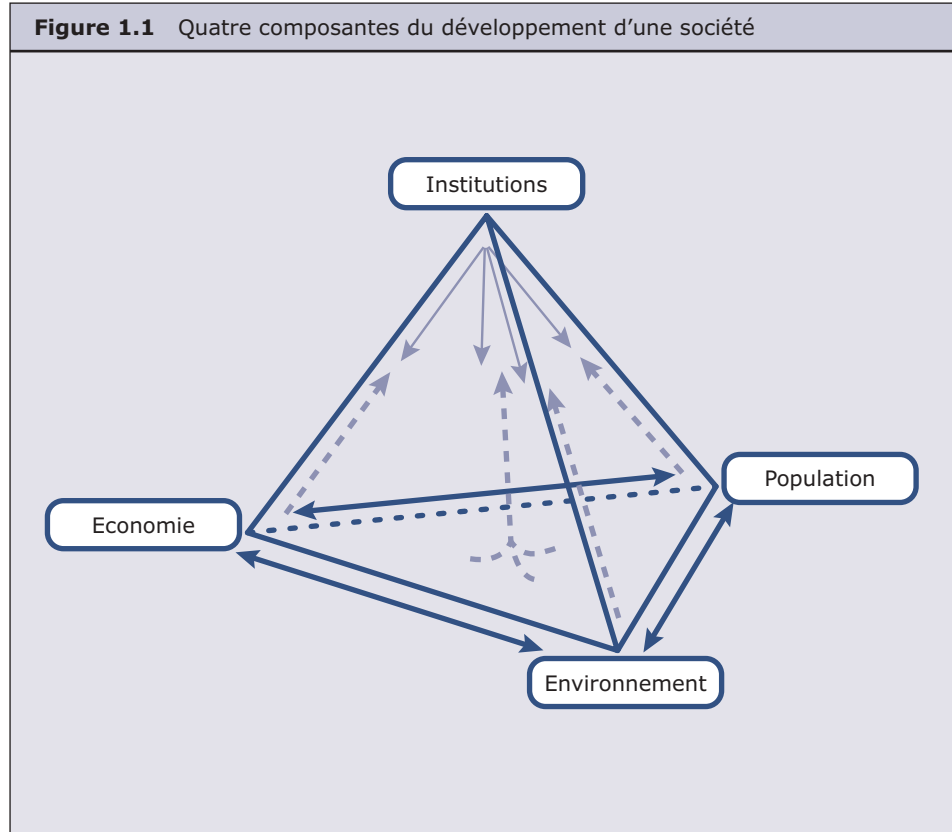 Figure 1.1 Quatre composantes du développement d’une société
Institutions
Population
Economie
Environnement